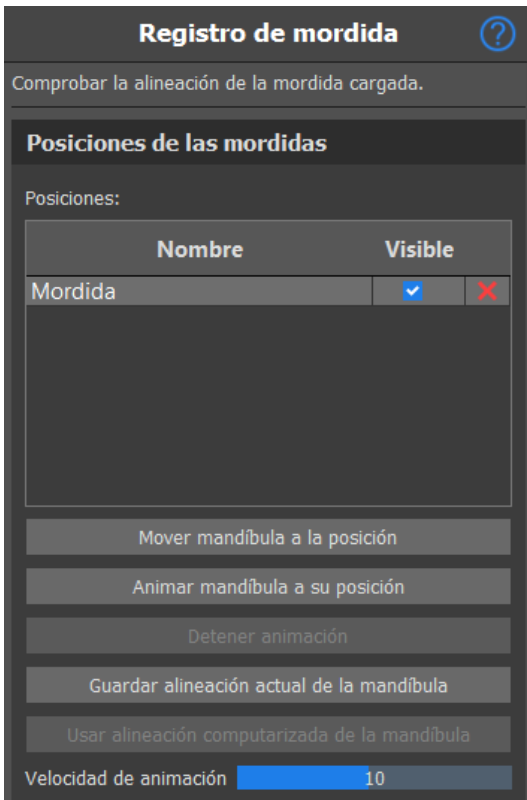 Registro de mordida ?
Comprobar la alineación de la mordida cargada.
Posiciones de las mordidas
Posiciones:
Nombre Visible
Mordida
Mover mandíbula a la posición
Animar mandíbula a su posición
Detener animación
Guardar alineación actual de la mandíbula
Usar alineación computarizada de la mandíbula
Velocidad de animación 10